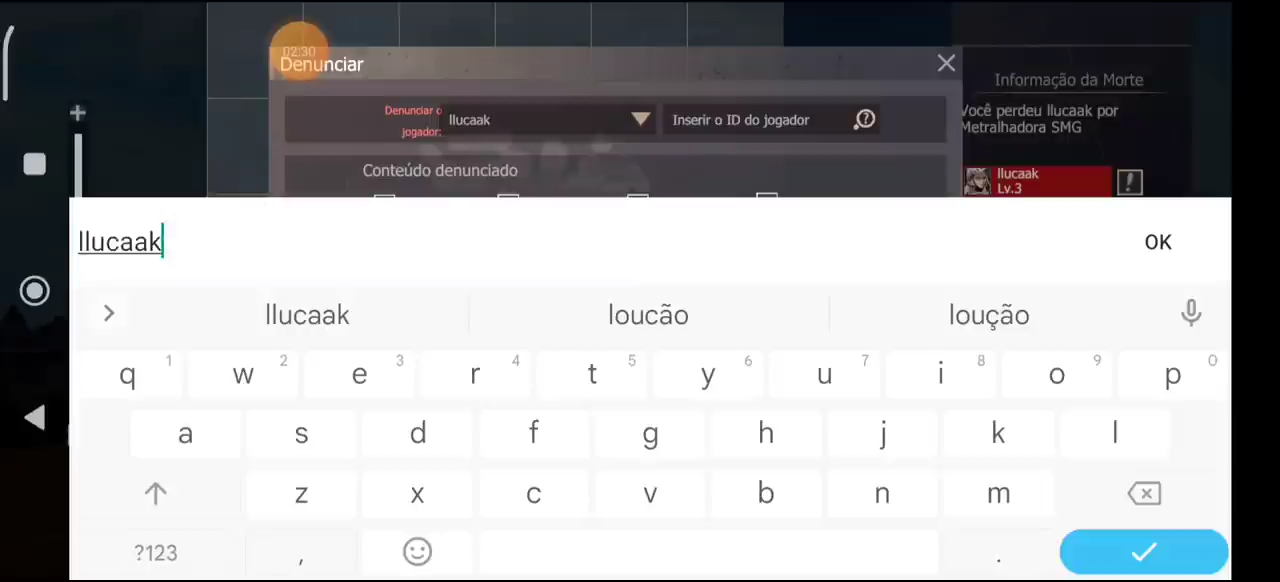 02:30
Denunciar
Informação da Morte
Denunciar o
jogador:
llucaak
Inserir o ID do jogador
Você perdeu llucaak por
Metralhadora SMG
Conteúdo denunciado
llucaak
Lv.3
llucaak
OK
llucaak loucão loução
q 1 w 2 e 3 r 4 t 5 y 6 u 7 i 8 o 9 p 0
a s d f g h j k l
z x c v b n m
?123 , .